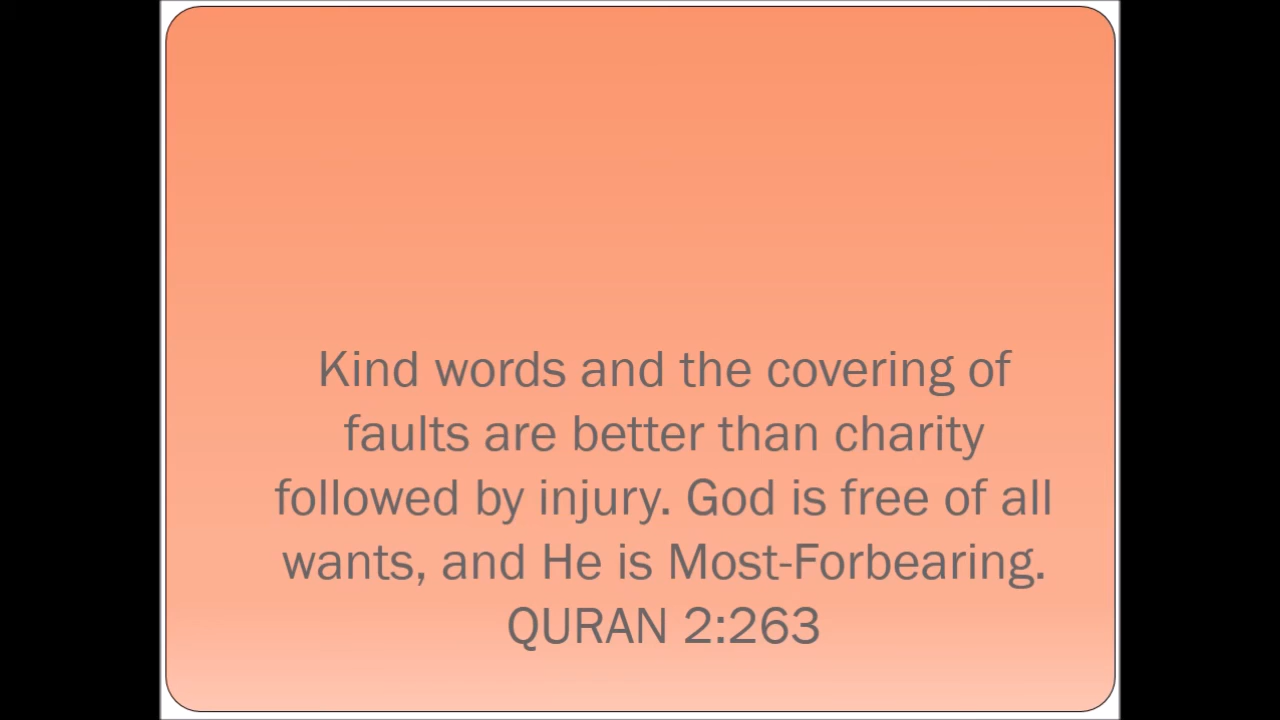 Kind words and the covering of
faults are better than charity
followed by injury. God is free of all
wants, and He is Most-Forbearing.
QURAN 2:263